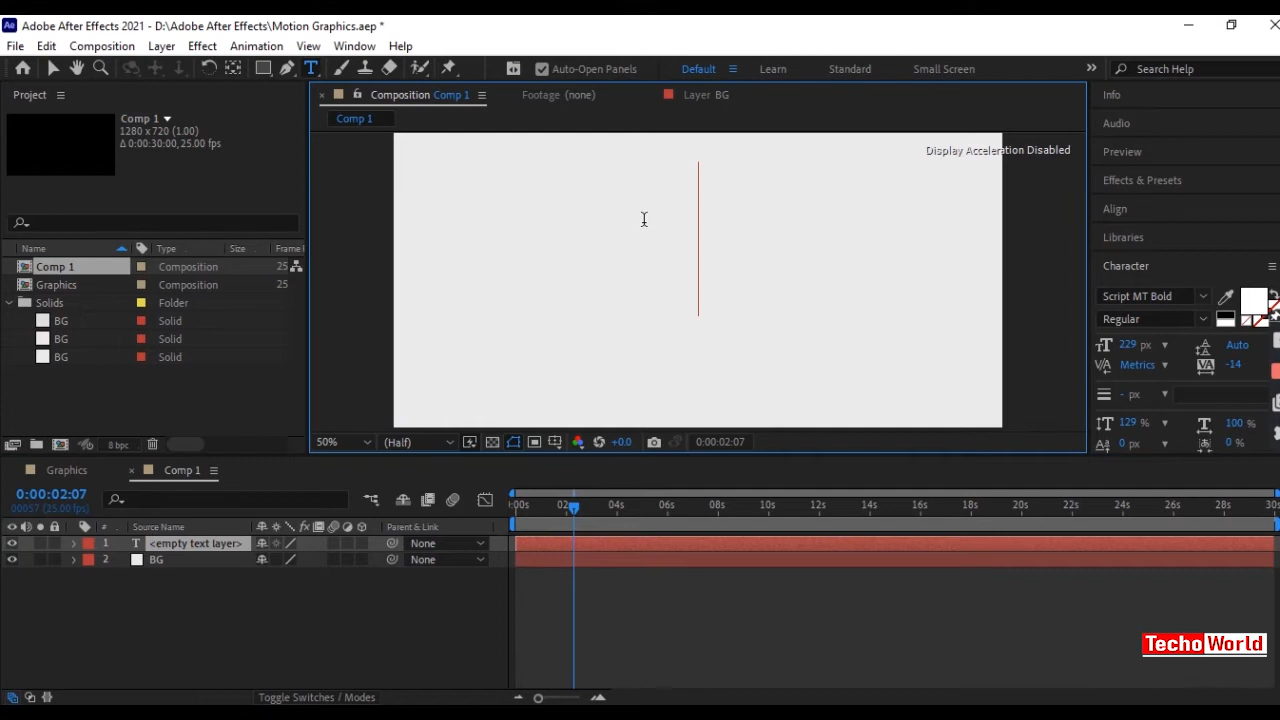 Adobe After Effects 2021 - D:\Adobe After Effects\Motion Graphics.aep *
File Edit Composition Layer Effect Animation View Window Help
Auto-Open Panels Default Learn Standard Small Screen Search Help
Project
Comp 1
1280 x 720 (1.00)
Δ 0:00:30:00, 25.00 fps
Composition Comp 1 Footage (none) Layer BG
Comp 1
Display Acceleration Disabled
Name Type Size Frame
Comp 1 Composition 25
Graphics Composition 25
Solids Folder
BG Solid
BG Solid
BG Solid
8 bpc
50% (Half) +0.0 0:00:02:07
Info
Audio
Preview
Effects & Presets
Align
Libraries
Character
Script MT Bold
Regular
229 px Auto
Metrics -14
- px
129 % 100 %
0 px 0 %
Graphics Comp 1
0:00:02:07
00057 (25.00 fps)
# Source Name Parent & Link
:00s 02s 04s 06s 08s 10s 12s 14s 16s 18s 20s 22s 24s 26s 28s 30s
1 T <empty text layer> None
2 BG None
Toggle Switches / Modes
TechoWorld